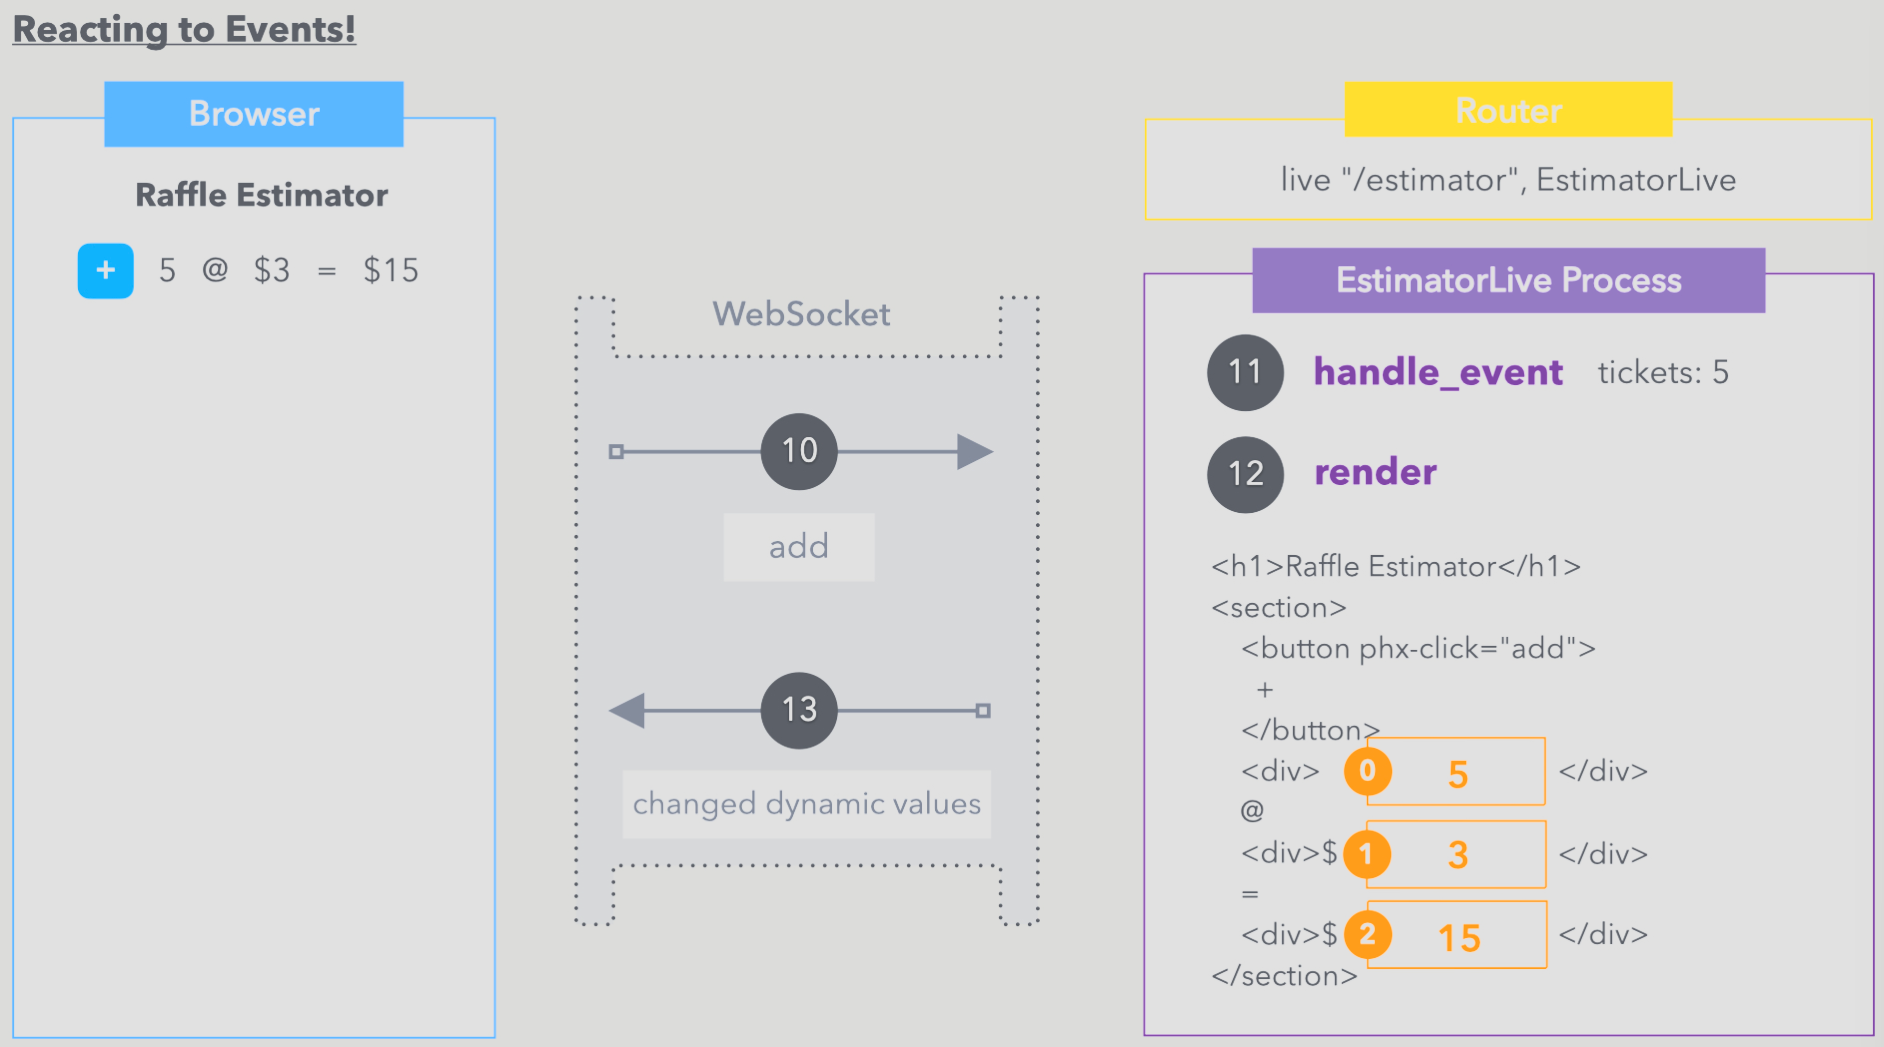 Reacting to Events!
Browser
Raffle Estimator
+ 5 @ $3 = $15
WebSocket
10
add
13
changed dynamic values
Router
live "/estimator", EstimatorLive
EstimatorLive Process
11 handle_event tickets: 5
12 render
<h1>Raffle Estimator</h1>
<section>
<button phx-click="add">
+
</button>
<div> 0 5 </div>
@
<div>$ 1 3 </div>
=
<div>$ 2 15 </div>
</section>